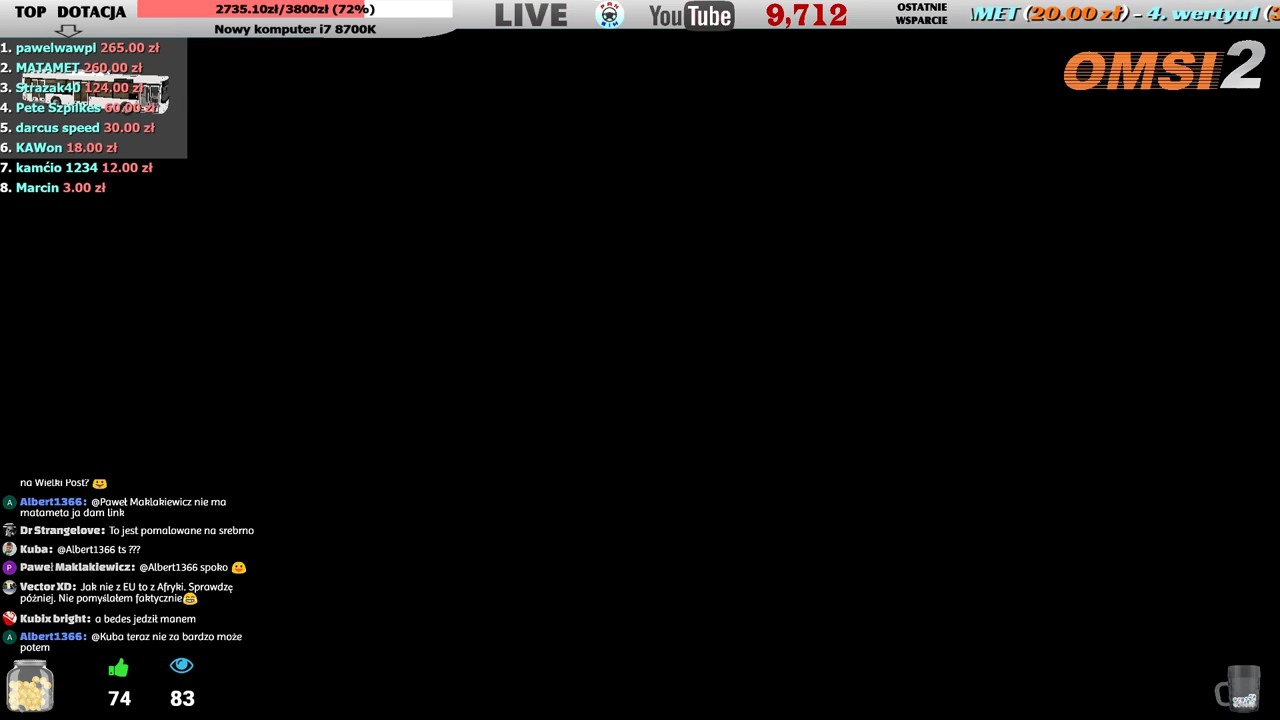 TOP DOTACJA
2735.10zł/3800zł (72%)
Nowy komputer i7 8700K
LIVE
PAN
BIM
YouTube
9,712
OSTATNIE
WSPARCIE
MET (20.00 zł) - 4. wertyu1 (3
1. pawelwawpl 265.00 zł
2. MATAMET 260.00 zł
3. Strażak40 124.00 zł
4. Pete Szpilkes 60.00 zł
5. darcus speed 30.00 zł
6. KAWon 18.00 zł
7. kamćio 1234 12.00 zł
8. Marcin 3.00 zł
OMSI 2
na Wielki Post?
A Albert1366: @Paweł Maklakiewicz nie ma
matameta ja dam link
Dr Strangelove: To jest pomalowane na srebrno
Kuba: @Albert1366 ts ???
P Paweł Maklakiewicz: @Albert1366 spoko
Vector XD: Jak nie z EU to z Afryki. Sprawdzę
później. Nie pomyślałem faktycznie
Kubix bright: a bedes jedził manem
A Albert1366: @Kuba teraz nie za bardzo może
potem
74
83